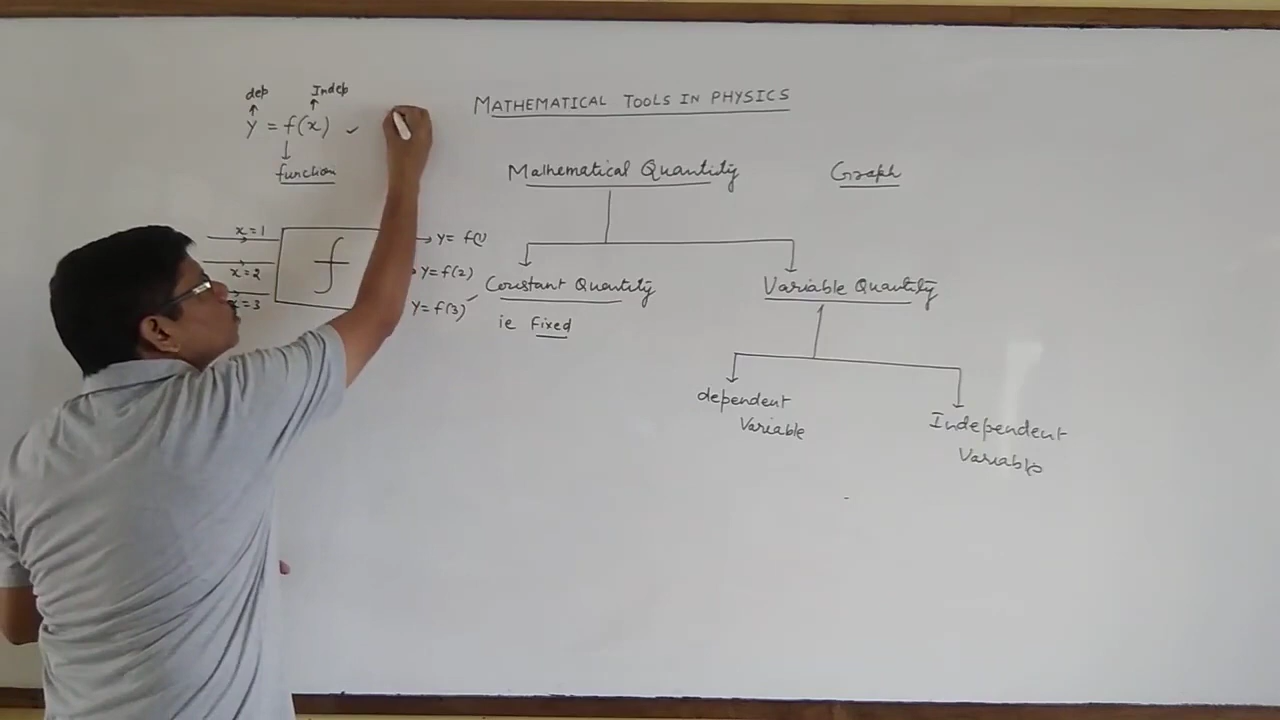 dep Indep
Y = f(x) ✓
function
x=1
x=2
x=3
f
Y= f(1)
Y=f(2)
Y= f(3)
MATHEMATICAL TOOLS IN PHYSICS
Mathematical Quantity
Graph
Constant Quantity
ie Fixed
Variable Quantity
dependent
Variable
Independent
Variable